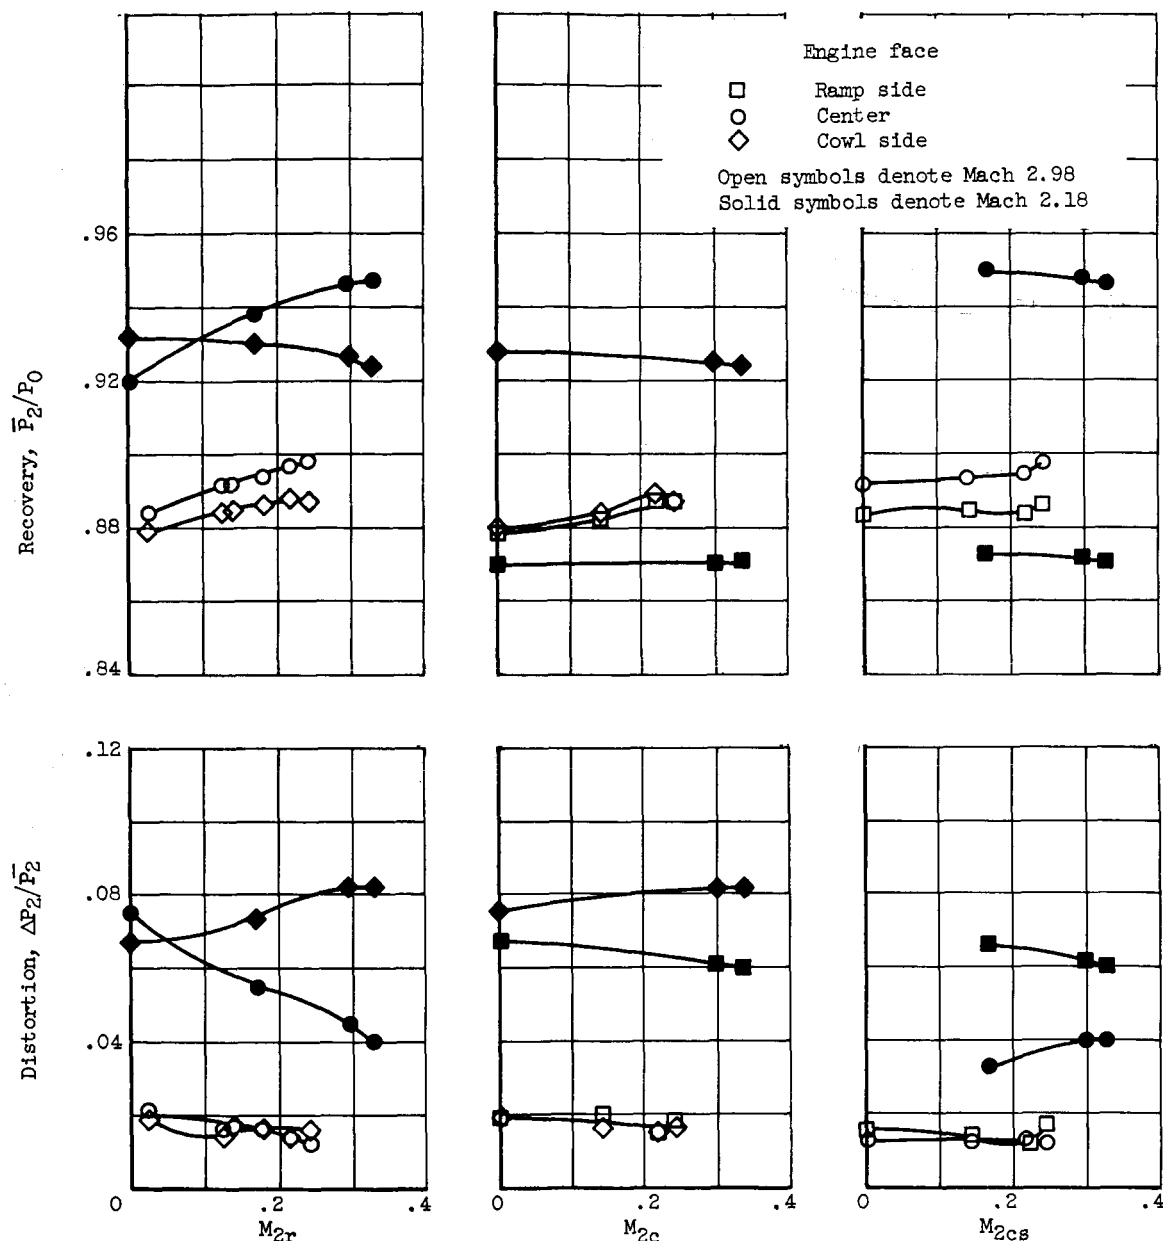 Engine face
Ramp side
Center
Cowl side
Open symbols denote Mach 2.98
Solid symbols denote Mach 2.18
Recovery, P̅₂/P₀
.96
.92
.88
.84
Distortion, ΔP₂/P̅₂
.12
.08
.04
0 .2 .4
M₂r
0 .2 .4
M₂c
0 .2 .4
M₂cs